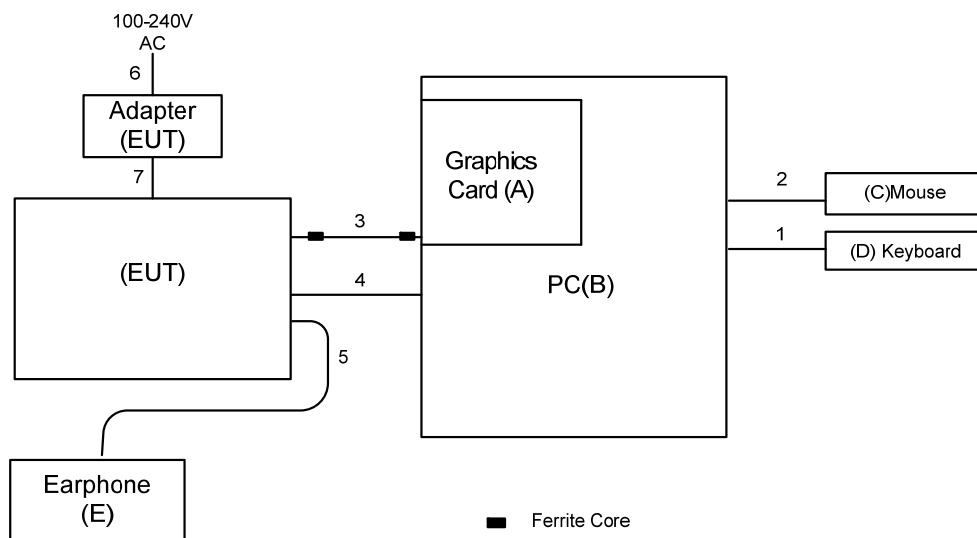 100-240V
AC
6
Adapter
(EUT)
7
(EUT)
3
4
5
Graphics
Card (A)
PC(B)
2
(C)Mouse
1
(D) Keyboard
Earphone
(E)
Ferrite Core